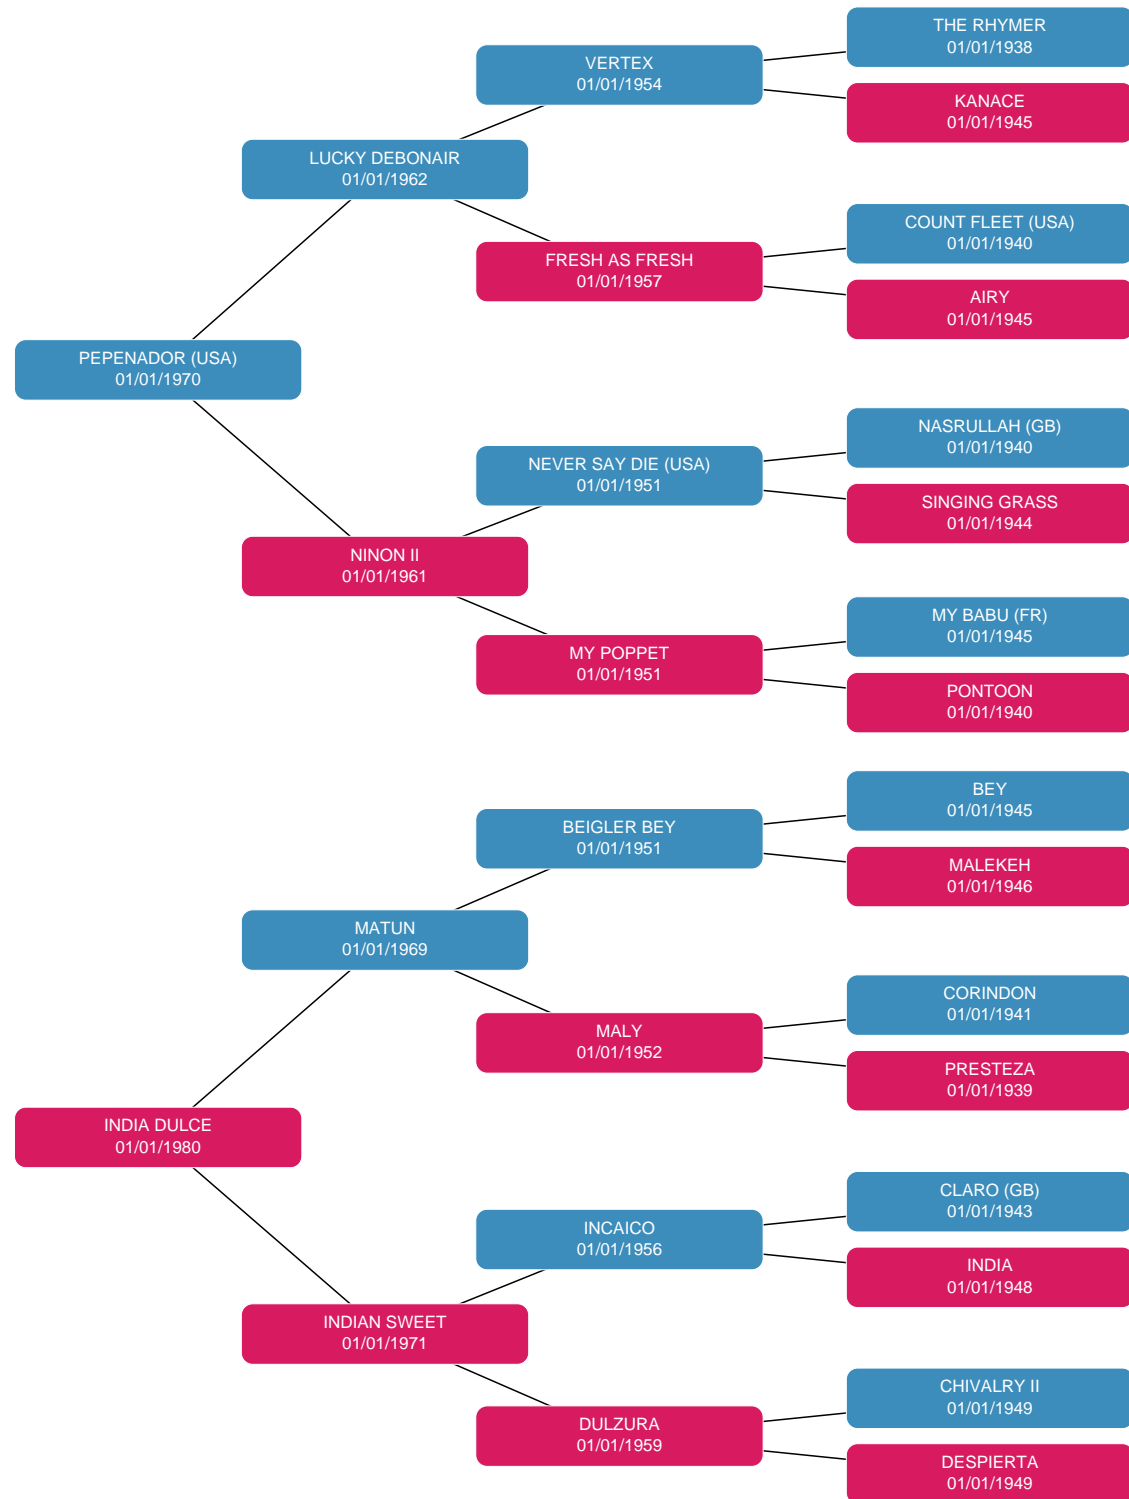 THE RHYMER
01/01/1938
VERTEX
01/01/1954
KANACE
01/01/1945
LUCKY DEBONAIR
01/01/1962
COUNT FLEET (USA)
01/01/1940
FRESH AS FRESH
01/01/1957
AIRY
01/01/1945
PEPENADOR (USA)
01/01/1970
NASRULLAH (GB)
01/01/1940
NEVER SAY DIE (USA)
01/01/1951
SINGING GRASS
01/01/1944
NINON II
01/01/1961
MY BABU (FR)
01/01/1945
MY POPPET
01/01/1951
PONTOON
01/01/1940
BEY
01/01/1945
BEIGLER BEY
01/01/1951
MALEKEH
01/01/1946
MATUN
01/01/1969
CORINDON
01/01/1941
MALY
01/01/1952
PRESTEZA
01/01/1939
INDIA DULCE
01/01/1980
CLARO (GB)
01/01/1943
INCAICO
01/01/1956
INDIA
01/01/1948
INDIAN SWEET
01/01/1971
CHIVALRY II
01/01/1949
DULZURA
01/01/1959
DESPIERTA
01/01/1949